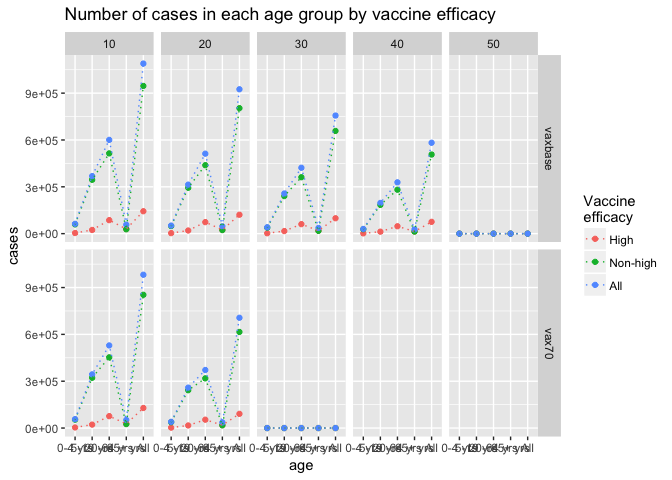 Number of cases in each age group by vaccine efficacy
10 20 30 40 50
9e+05
6e+05
3e+05
0e+00
vaxbase
9e+05
6e+05
3e+05
0e+00
vax70
cases
age
Vaccine
efficacy
High
Non-high
All